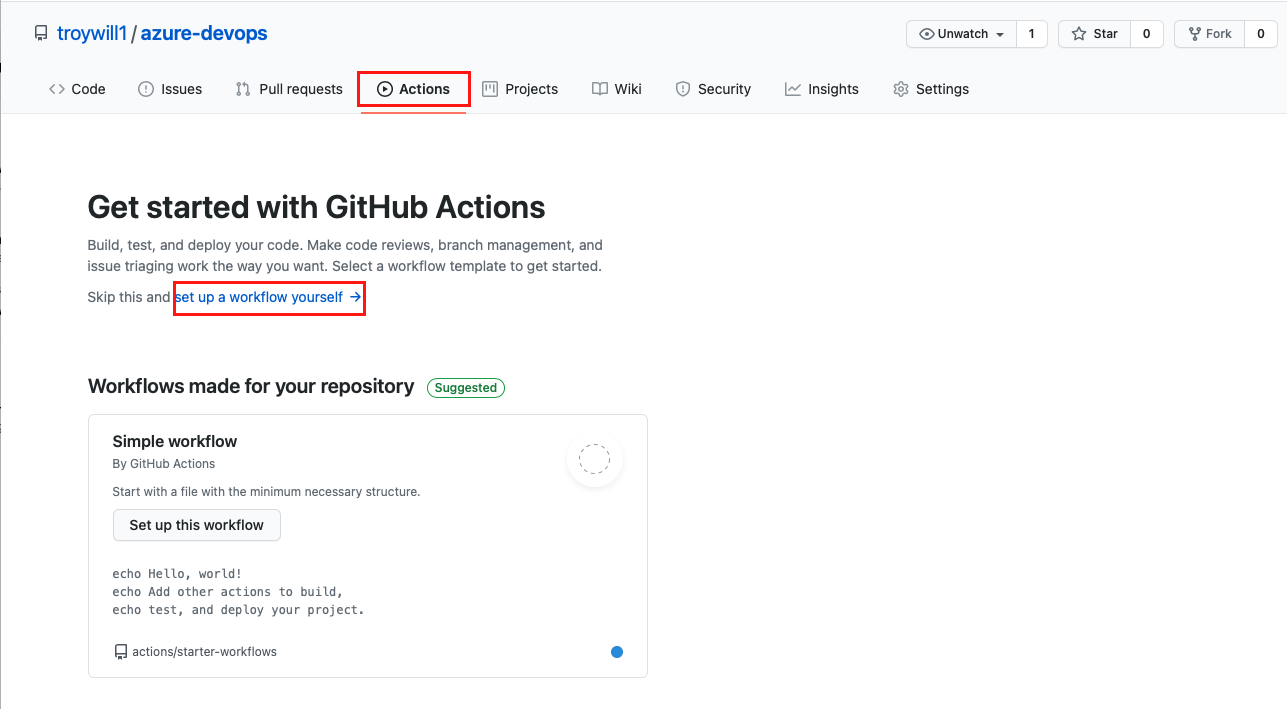 troywill1 / azure-devops
Unwatch 1 Star 0 Fork 0
Code Issues Pull requests Actions Projects Wiki Security Insights Settings
Get started with GitHub Actions
Build, test, and deploy your code. Make code reviews, branch management, and
issue triaging work the way you want. Select a workflow template to get started.
Skip this and set up a workflow yourself →
Workflows made for your repository Suggested
Simple workflow
By GitHub Actions
Start with a file with the minimum necessary structure.
Set up this workflow
echo Hello, world!
echo Add other actions to build,
echo test, and deploy your project.
actions/starter-workflows